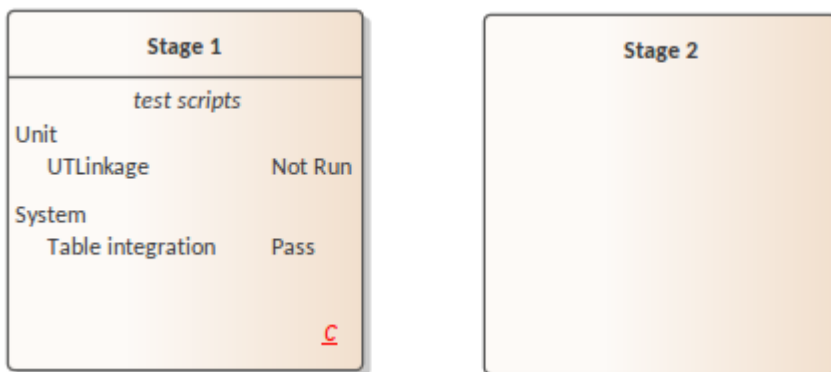 Stage 1
test scripts
Unit
UTLinkage Not Run
System
Table integration Pass
C
Stage 2